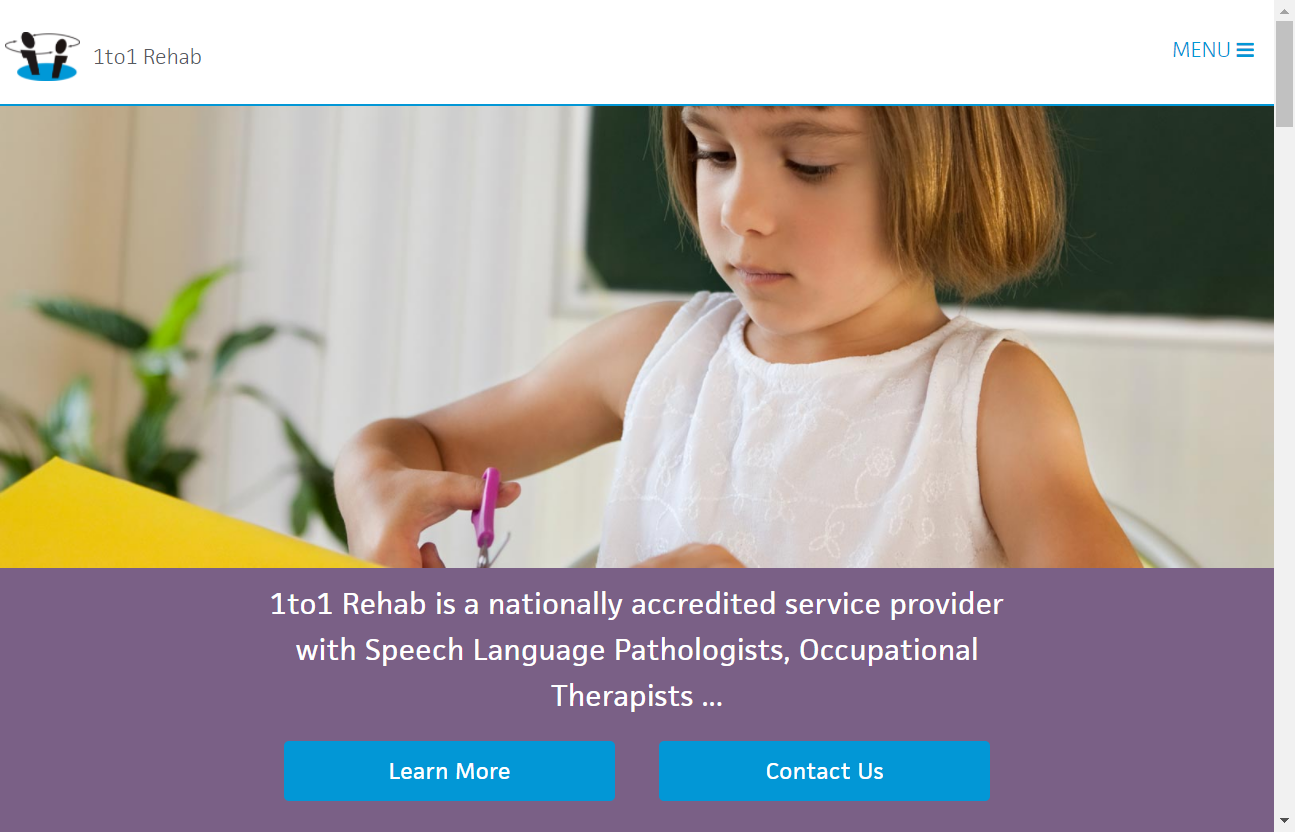 1to1 Rehab
MENU
1to1 Rehab is a nationally accredited service provider
with Speech Language Pathologists, Occupational
Therapists ...
Learn More
Contact Us